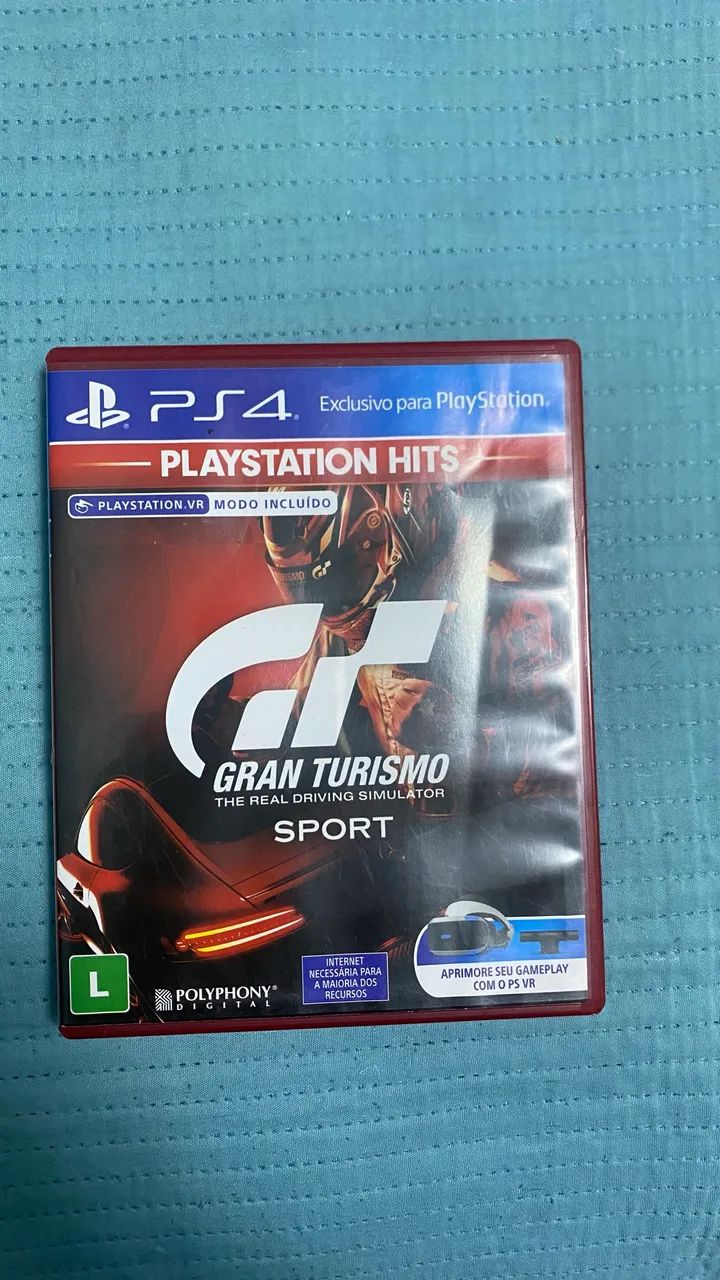 PS4 Exclusivo para PlayStation
PLAYSTATION HITS
PLAYSTATION.VR MODO INCLUÍDO
GRAN TURISMO
THE REAL DRIVING SIMULATOR
SPORT
L
POLYPHONY®
DIGITAL
INTERNET
NECESSÁRIA PARA
A MAIORIA DOS
RECURSOS
APRIMORE SEU GAMEPLAY
COM O PS VR